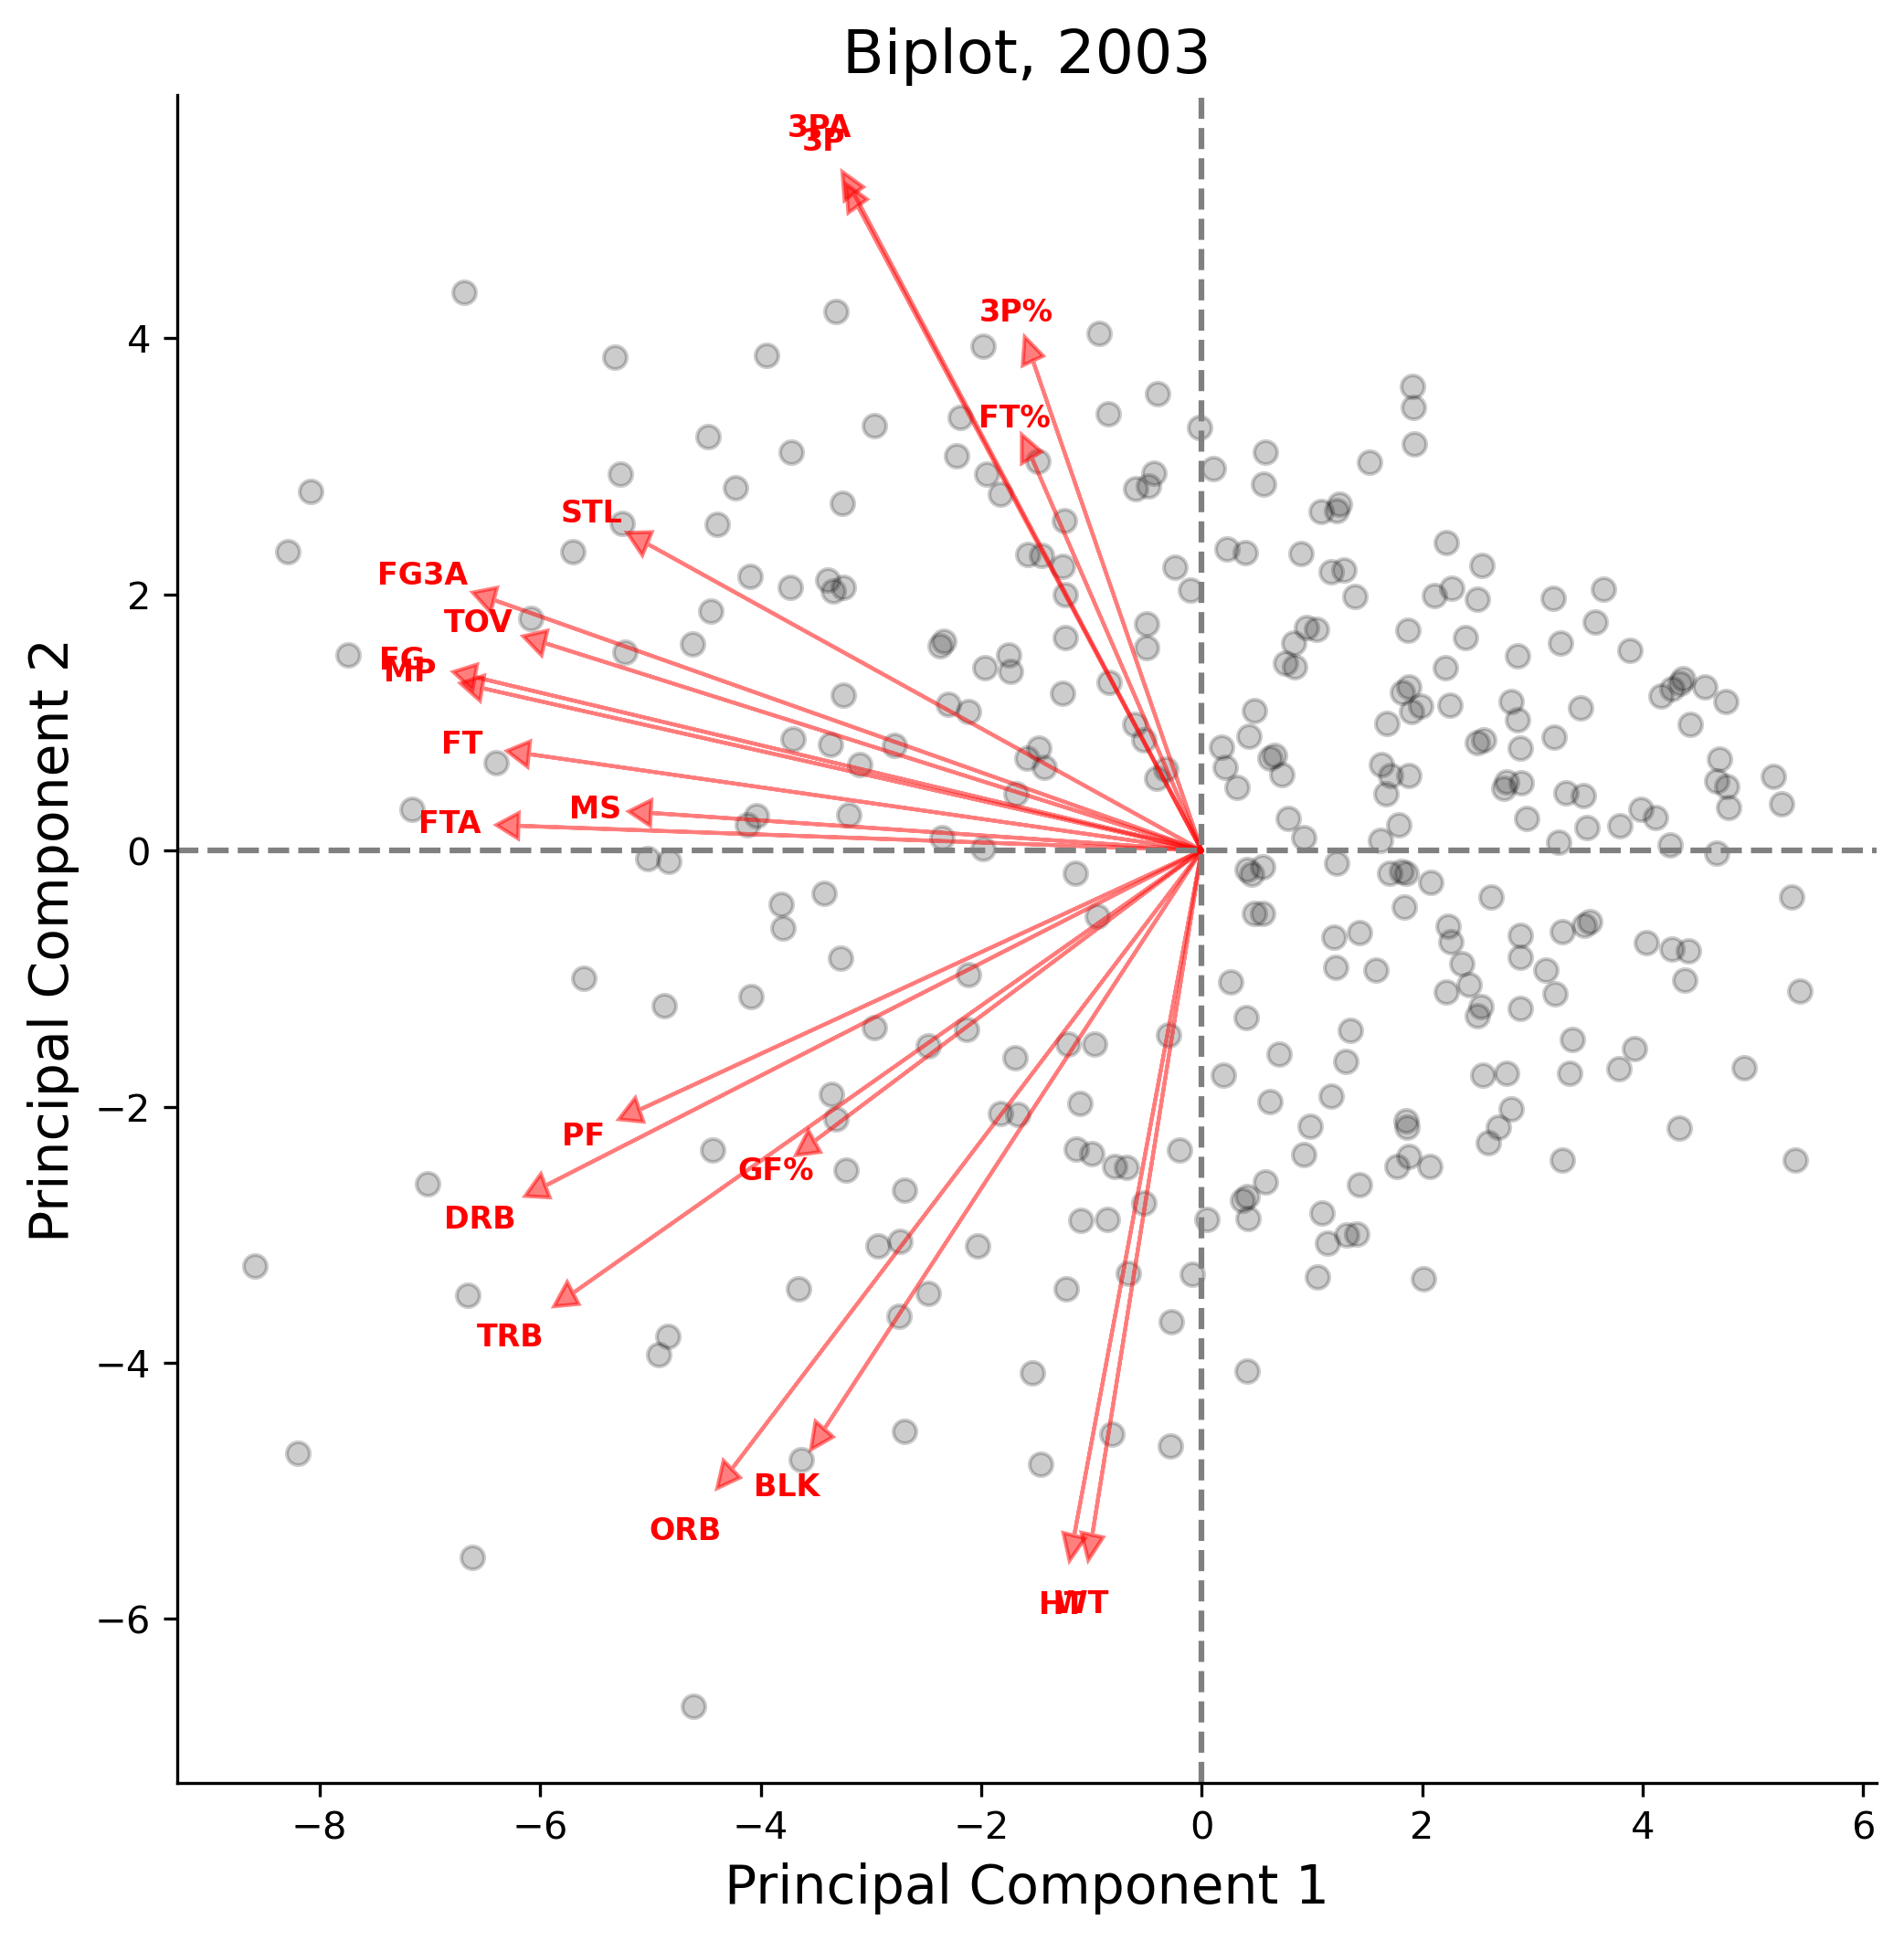 Biplot, 2003
3PA
3P
3P%
FT%
STL
FG3A
TOV
FG
MP
FT
MS
FTA
PF
GF%
DRB
TRB
BLK
ORB
HT
WT
4
2
0
−2
−4
−6
Principal Component 2
−8
−6
−4
−2
0
2
4
6
Principal Component 1